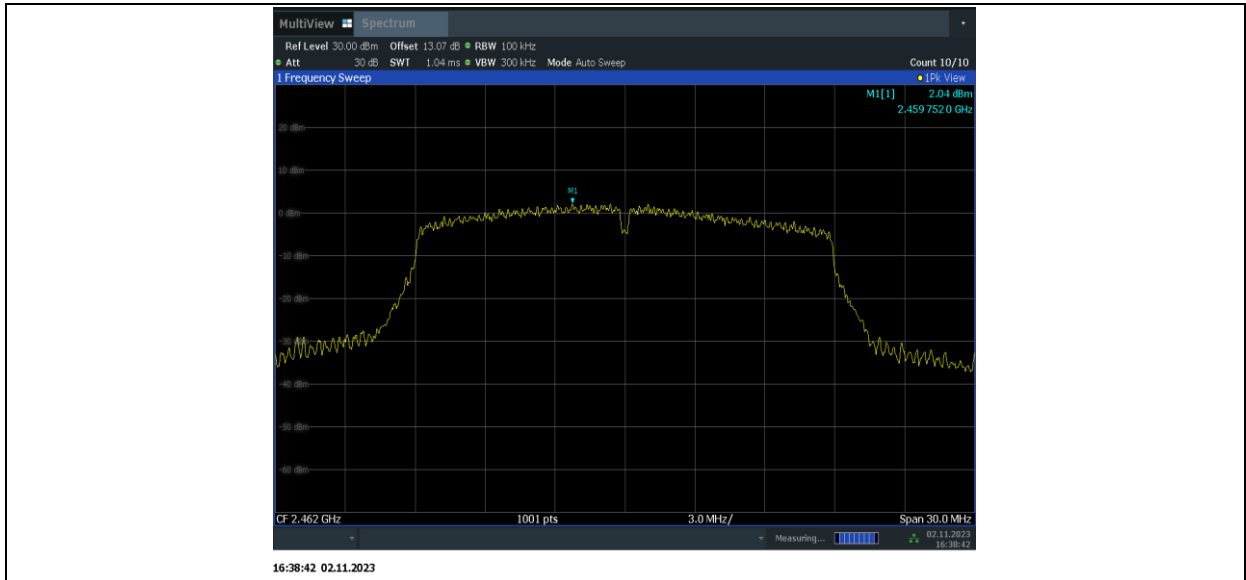 MultiView Spectrum
Ref Level 30.00 dBm Offset 13.07 dB RBW 100 kHz
Att 30 dB SWT 1.04 ms VBW 300 kHz Mode Auto Sweep Count 10/10
1 Frequency Sweep 1Pk View
M1[1] 2.04 dBm
2.459 752 0 GHz
20 dBm
10 dBm
M1
0 dBm
-10 dBm
-20 dBm
-30 dBm
-40 dBm
-50 dBm
-60 dBm
CF 2.462 GHz 1001 pts 3.0 MHz/ Span 30.0 MHz
Measuring... 02.11.2023
16:38:42
16:38:42 02.11.2023